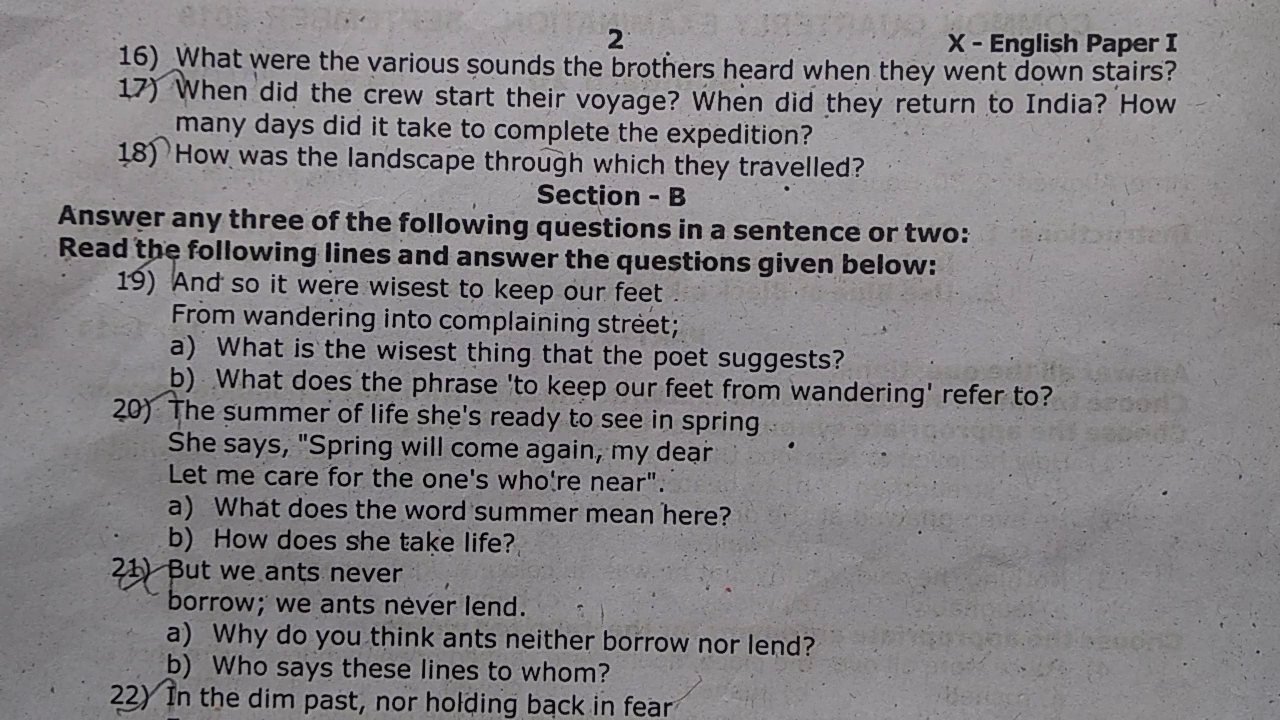 2
X - English Paper I
16) What were the various sounds the brothers heard when they went down stairs?
17) When did the crew start their voyage? When did they return to India? How
many days did it take to complete the expedition?
18) How was the landscape through which they travelled?
Section - B
Answer any three of the following questions in a sentence or two:
Read the following lines and answer the questions given below:
19) And so it were wisest to keep our feet
From wandering into complaining street;
a) What is the wisest thing that the poet suggests?
b) What does the phrase 'to keep our feet from wandering' refer to?
20) The summer of life she's ready to see in spring
She says, "Spring will come again, my dear
Let me care for the one's who're near".
a) What does the word summer mean here?
b) How does she take life?
21) But we ants never
borrow; we ants never lend.
a) Why do you think ants neither borrow nor lend?
b) Who says these lines to whom?
22) In the dim past, nor holding back in fear